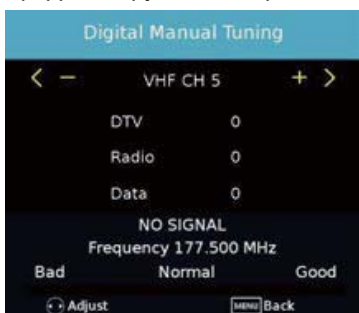 Digital Manual Tuning
< − VHF CH 5 + >
DTV 0
Radio 0
Data 0
NO SIGNAL
Frequency 177.500 MHz
Bad Normal Good
Adjust MENU Back